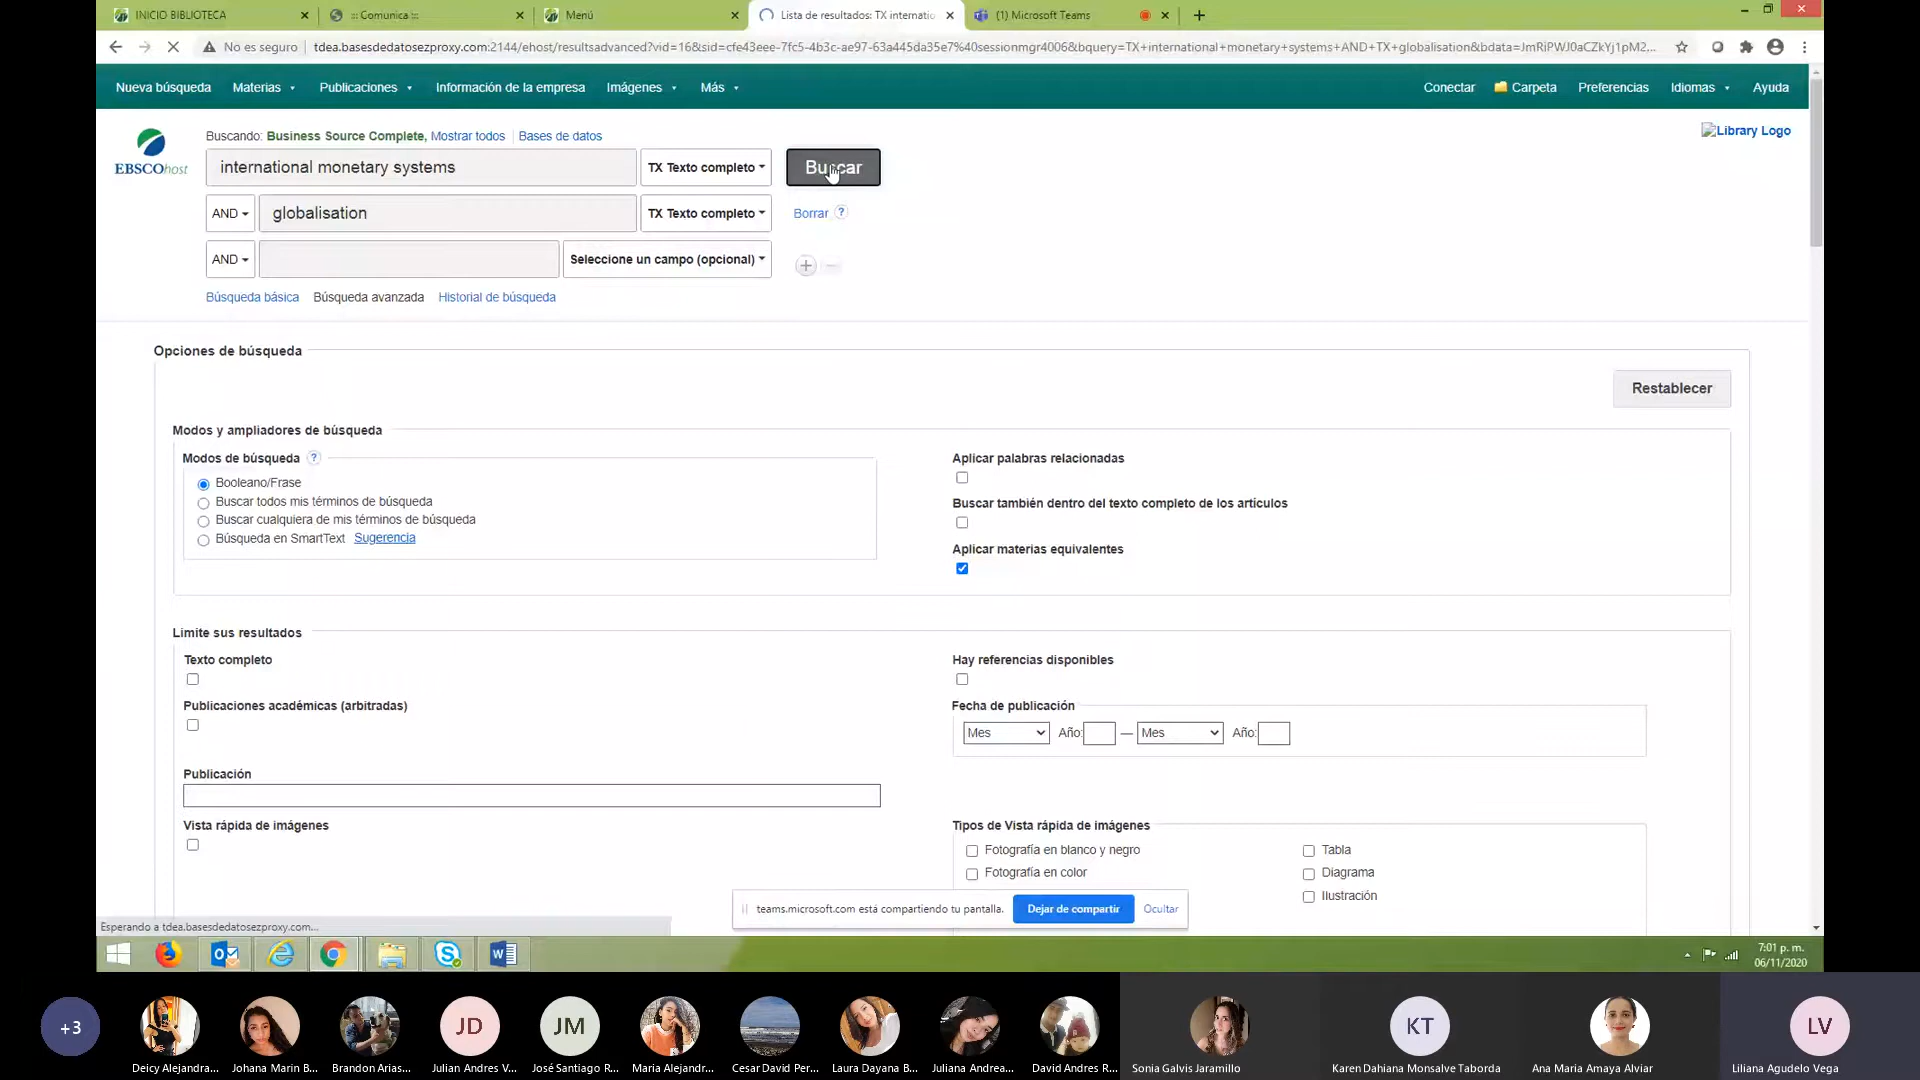 INICIO BIBLIOTECA
::: Comunica :::
Menú
Lista de resultados: TX internatio
(1) Microsoft Teams
No es seguro | tdea.basesdedatosezproxy.com:2144/ehost/resultsadvanced?vid=16&sid=cfe43eee-7fc5-4b3c-ae97-63a445da35e7%40sessionmgr4006&bquery=TX+international+monetary+systems+AND+TX+globalisation&bdata=JmRiPWJ0aCZkYj1pM2...
Nueva búsqueda Materias Publicaciones Información de la empresa Imágenes Más Conectar Carpeta Preferencias Idiomas Ayuda
Buscando: Business Source Complete, Mostrar todos | Bases de datos
Library Logo
EBSCOhost
international monetary systems TX Texto completo Buscar
AND globalisation TX Texto completo Borrar ?
AND Seleccione un campo (opcional)
Búsqueda básica Búsqueda avanzada Historial de búsqueda
Opciones de búsqueda
Restablecer
Modos y ampliadores de búsqueda
Modos de búsqueda ?
Booleano/Frase
Buscar todos mis términos de búsqueda
Buscar cualquiera de mis términos de búsqueda
Búsqueda en SmartText Sugerencia
Aplicar palabras relacionadas
Buscar también dentro del texto completo de los artículos
Aplicar materias equivalentes
Limite sus resultados
Texto completo
Hay referencias disponibles
Publicaciones académicas (arbitradas)
Fecha de publicación
Mes Año: — Mes Año:
Publicación
Vista rápida de imágenes
Tipos de Vista rápida de imágenes
Fotografía en blanco y negro
Tabla
Fotografía en color
Diagrama
Ilustración
teams.microsoft.com está compartiendo tu pantalla. Dejar de compartir Ocultar
Esperando a tdea.basesdedatosezproxy.com...
7:01 p. m.
06/11/2020
+3
JD
JM
KT
LV
Deicy Alejandra... Johana Marin B... Brandon Arias... Julian Andres V... José Santiago R... Maria Alejandr... Cesar David Per... Laura Dayana B... Juliana Andrea... David Andres R... Sonia Galvis Jaramillo Karen Dahiana Monsalve Taborda Ana Maria Amaya Alviar Liliana Agudelo Vega